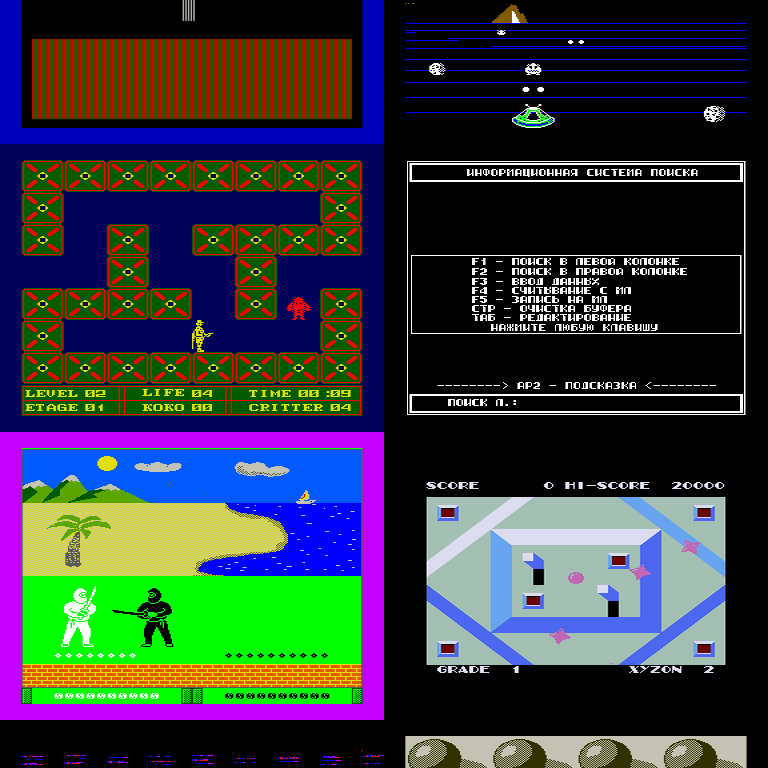 LEVEL 02 LIFE 04 TIME 00:09
ETAGE 01 KOKO 00 CRITTER 04
ИНФОРМАЦИОННАЯ СИСТЕМА ПОИСКА
F1 - ПОИСК В ЛЕВОЙ КОЛОНКЕ
F2 - ПОИСК В ПРАВОЙ КОЛОНКЕ
F3 - ВВОД ДАННЫХ
F4 - СЧИТЫВАНИЕ С МЛ
F5 - ЗАПИСЬ НА МЛ
СТР - ОЧИСТКА БУФЕРА
ТАБ - РЕДАКТИРОВАНИЕ
НАЖМИТЕ ЛЮБУЮ КЛАВИШУ
--------> АР2 - ПОДСКАЗКА <--------
ПОИСК Л.:
SCORE 0 HI-SCORE 20000
GRADE 1 XYZON 2